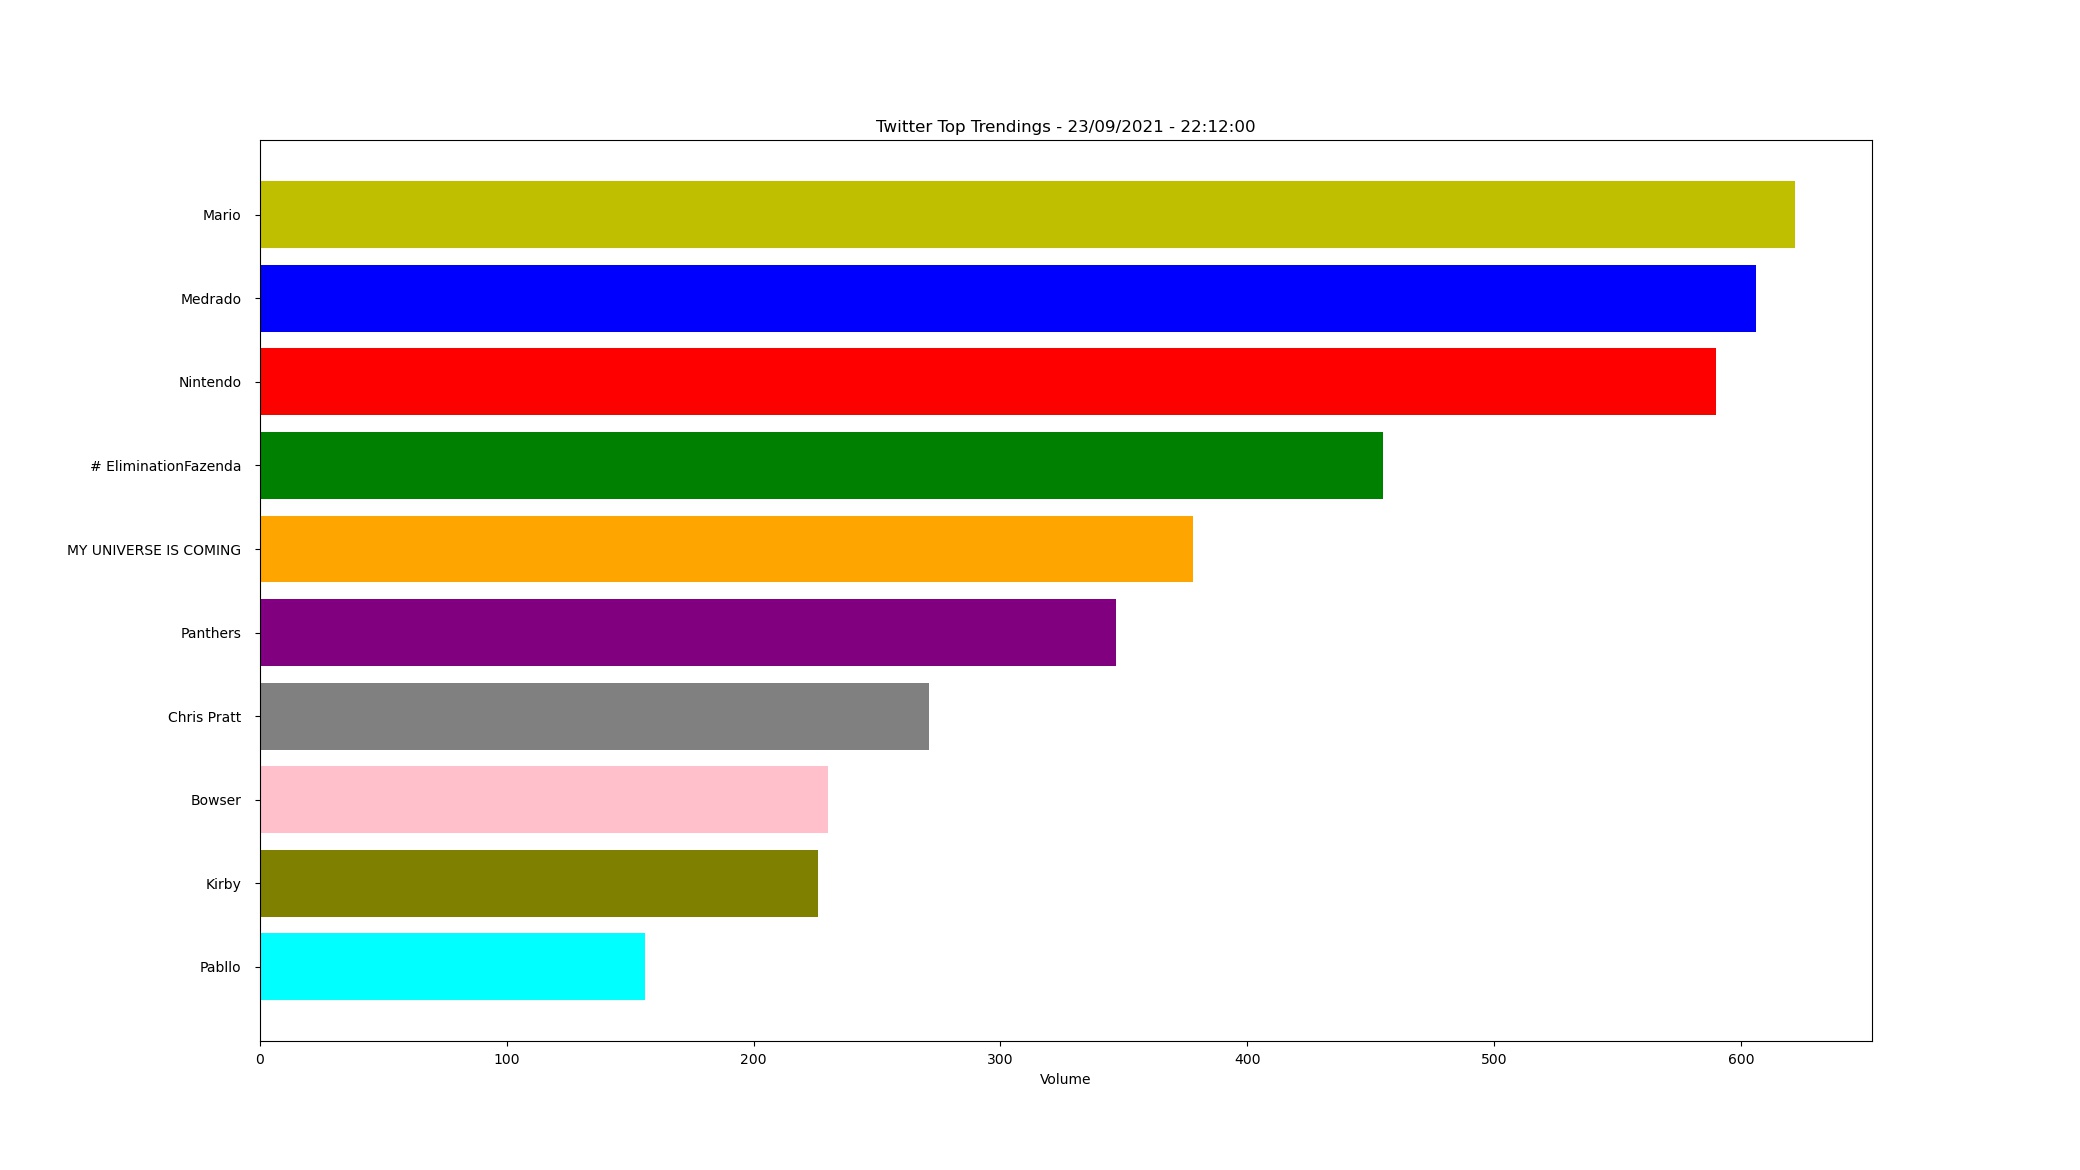 Twitter Top Trendings - 23/09/2021 - 22:12:00
Mario
Medrado
Nintendo
# EliminationFazenda
MY UNIVERSE IS COMING
Panthers
Chris Pratt
Bowser
Kirby
Pabllo
0 100 200 300 400 500 600
Volume